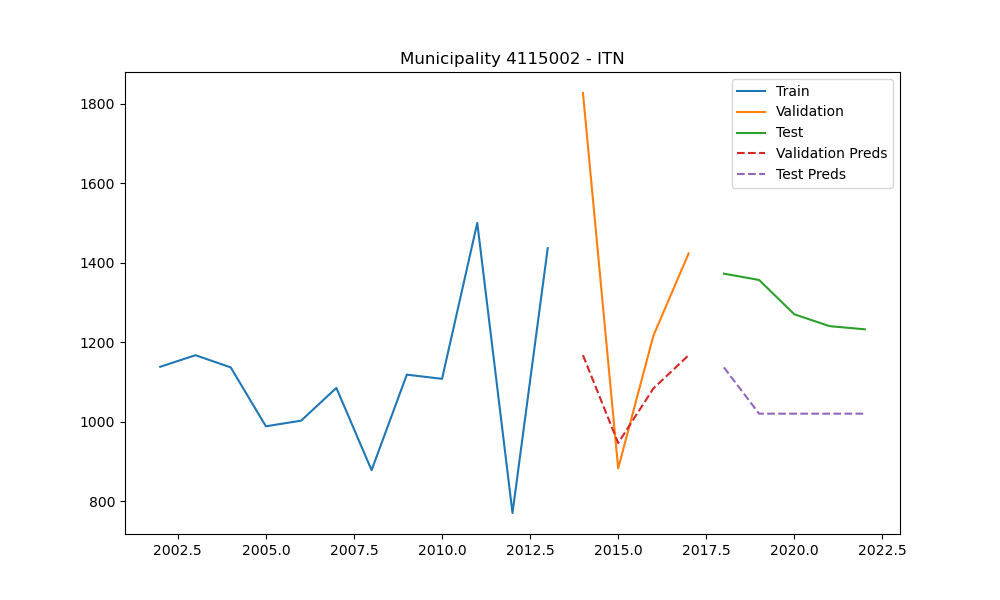 Municipality 4115002 - ITN
Train
Validation
Test
Validation Preds
Test Preds
1800
1600
1400
1200
1000
800
2002.5 2005.0 2007.5 2010.0 2012.5 2015.0 2017.5 2020.0 2022.5